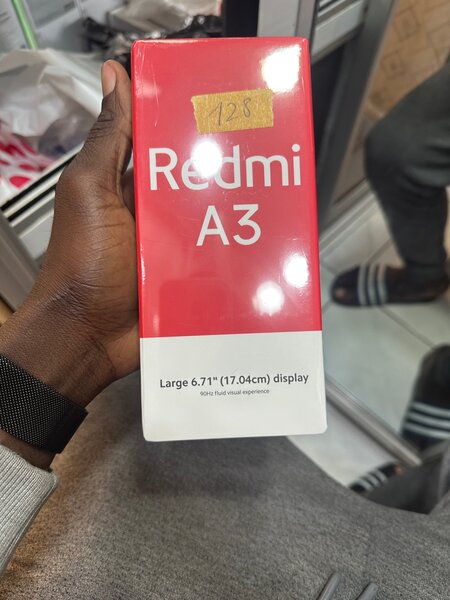 128
Redmi
A3
Large 6.71" (17.04cm) display
90Hz fluid visual experience